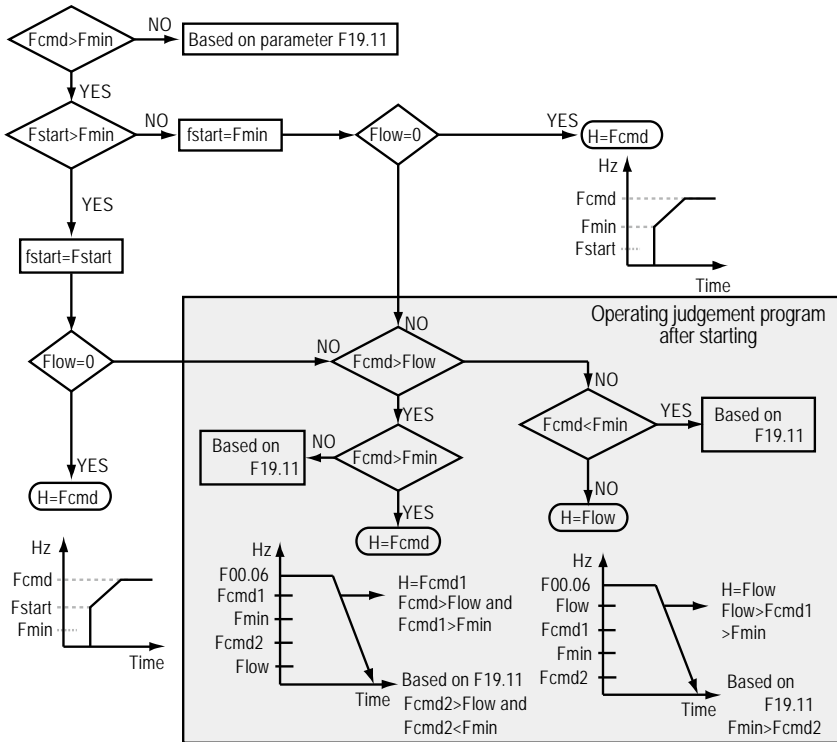 Fcmd>Fmin
NO
Based on parameter F19.11
YES
Fstart>Fmin
NO
fstart=Fmin
Flow=0
YES
H=Fcmd
Hz
Fcmd
Fmin
Fstart
Time
YES
fstart=Fstart
NO
Operating judgement program
after starting
Flow=0
NO
Fcmd>Flow
NO
YES
Fcmd<Fmin
YES
Based on
F19.11
Based on
F19.11
NO
Fcmd>Fmin
YES
H=Fcmd
NO
H=Flow
YES
H=Fcmd
Hz
Fcmd
Fstart
Fmin
Time
Hz
F00.06
Fcmd1
Fmin
Fcmd2
Flow
Time
H=Fcmd1
Fcmd>Flow and
Fcmd1>Fmin
Based on F19.11
Fcmd2>Flow and
Fcmd2<Fmin
Hz
F00.06
Flow
Fcmd1
Fmin
Fcmd2
Time
H=Flow
Flow>Fcmd1
>Fmin
Based on
F19.11
Fmin>Fcmd2